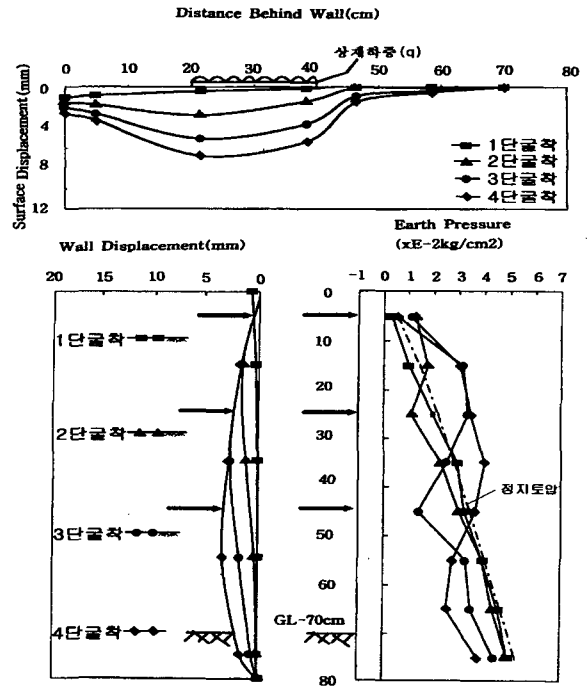 Distance Behind Wall(cm)
상재하중(q)
0 10 20 30 40 50 60 70 80
Surface Displacement(mm)
0
4
8
12
1단굴착
2단굴착
3단굴착
4단굴착
Wall Displacement(mm)
20 15 10 5 0
Earth Pressure
(xE-2kg/cm2)
-1 0 1 2 3 4 5 6 7
0
10
20
30
40
50
60
GL-70cm
80
1단굴착
2단굴착
3단굴착
4단굴착
정지토압